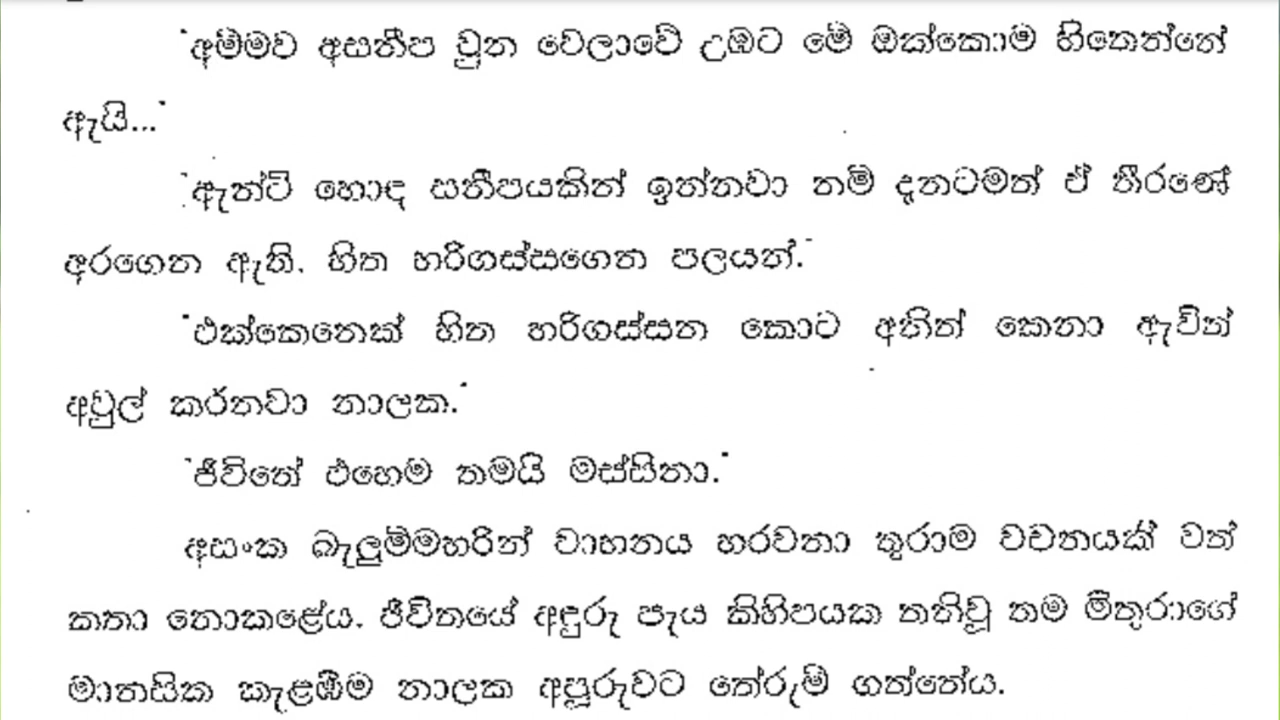 'අම්මව අසනීප වුන වෙලාවේ උඹට මේ ඔක්කොම හිතෙන්නේ
ඇයි...'
'ඇන්ටි හොඳ සනීපයකින් ඉන්නවා නම් දැනටමත් ඒ තීරණේ
අරගෙන ඇති. හිත හරිගස්සගෙන පලයන්.'
'එක්කෙනෙක් හිත හරිගස්සන කොට අනිත් කෙනා ඇවිත්
අවුල් කරනවා නාලක.'
'ජීවිතේ එහෙම තමයි මස්සිනා.'
අසංක බැලුම්මහරින් වාහනය හරවනා තුරාම වචනයක් වත්
කතා නොකළේය. ජීවිතයේ අඳුරු පැය කිහිපයක තනිවූ තම මිතුරාගේ
මානසික කැළඹීම නාලක අපූරුවට තේරුම් ගත්තේය.